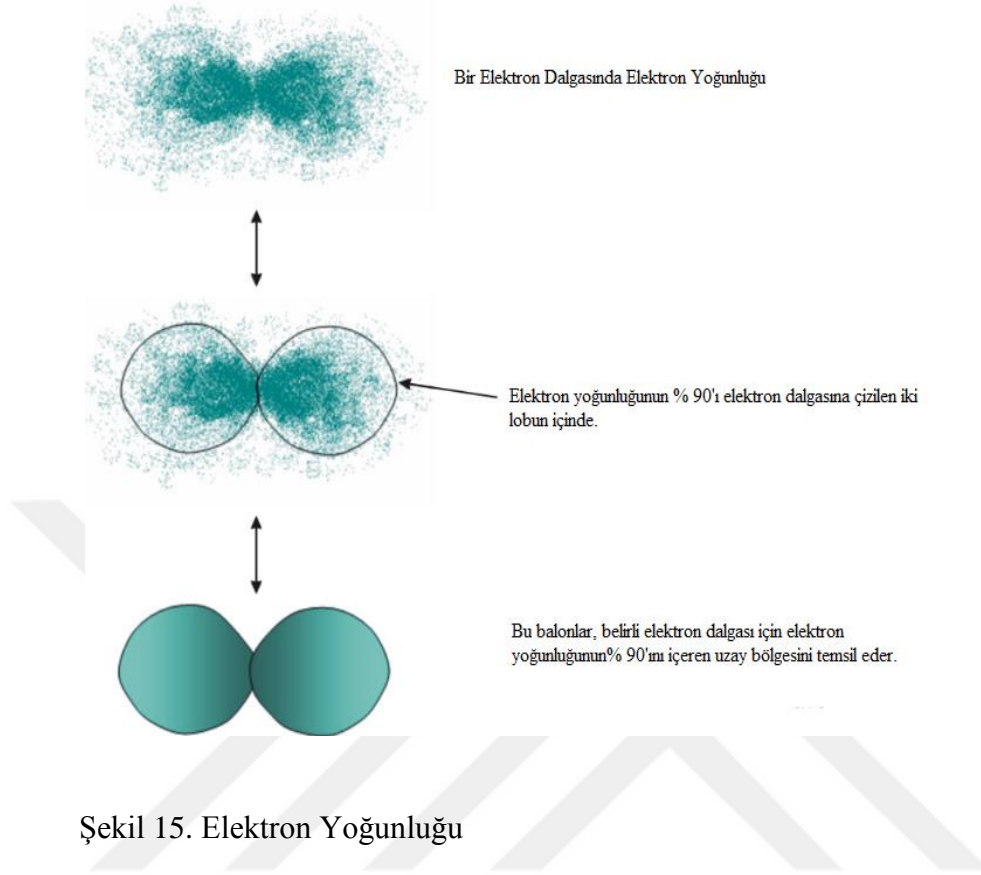 Bir Elektron Dalgasında Elektron Yoğunluğu
Elektron yoğunluğunun % 90'ı elektron dalgasına çizilen iki
lobun içinde.
Bu balonlar, belirli elektron dalgası için elektron
yoğunluğunun% 90'ını içeren uzay bölgesini temsil eder.
Şekil 15. Elektron Yoğunluğu